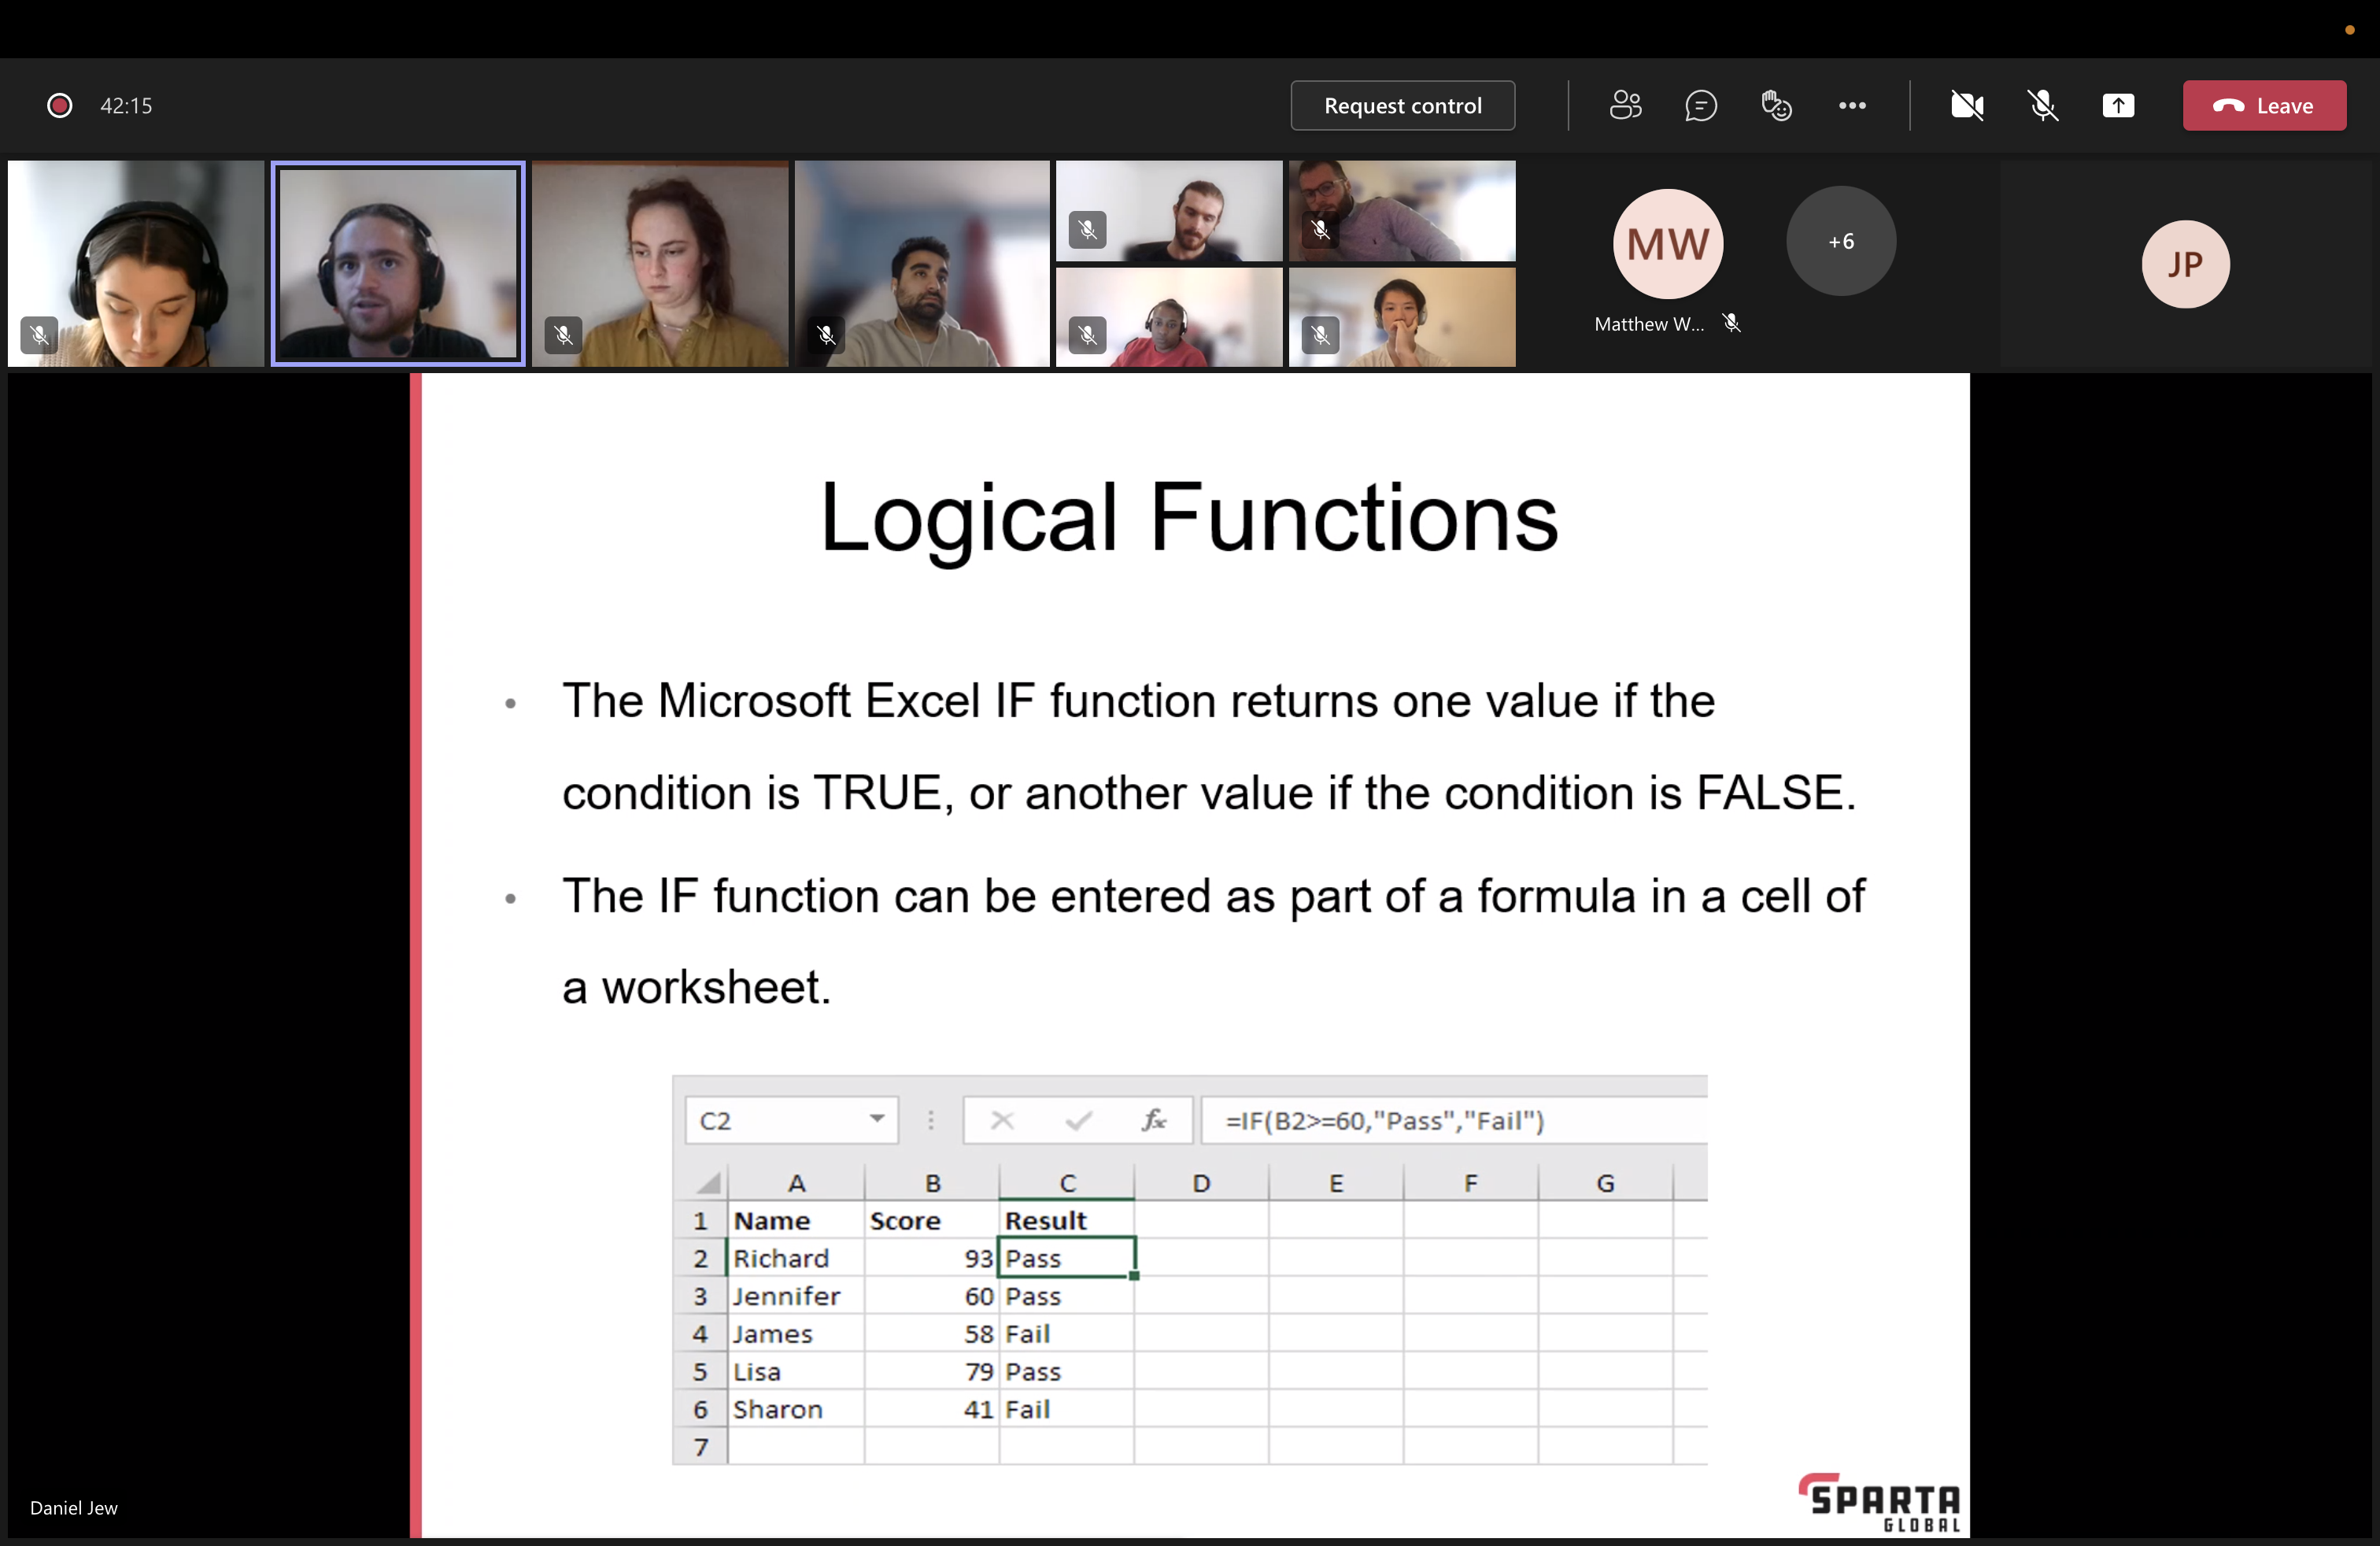 42:15
Request control
Leave
MW
+6
JP
Matthew W...
Logical Functions
• The Microsoft Excel IF function returns one value if the
condition is TRUE, or another value if the condition is FALSE.
• The IF function can be entered as part of a formula in a cell of
a worksheet.
C2 fx =IF(B2>=60,"Pass","Fail")
A B C D E F G
1 Name Score Result
2 Richard 93 Pass
3 Jennifer 60 Pass
4 James 58 Fail
5 Lisa 79 Pass
6 Sharon 41 Fail
7
SPARTA
GLOBAL
Daniel Jew